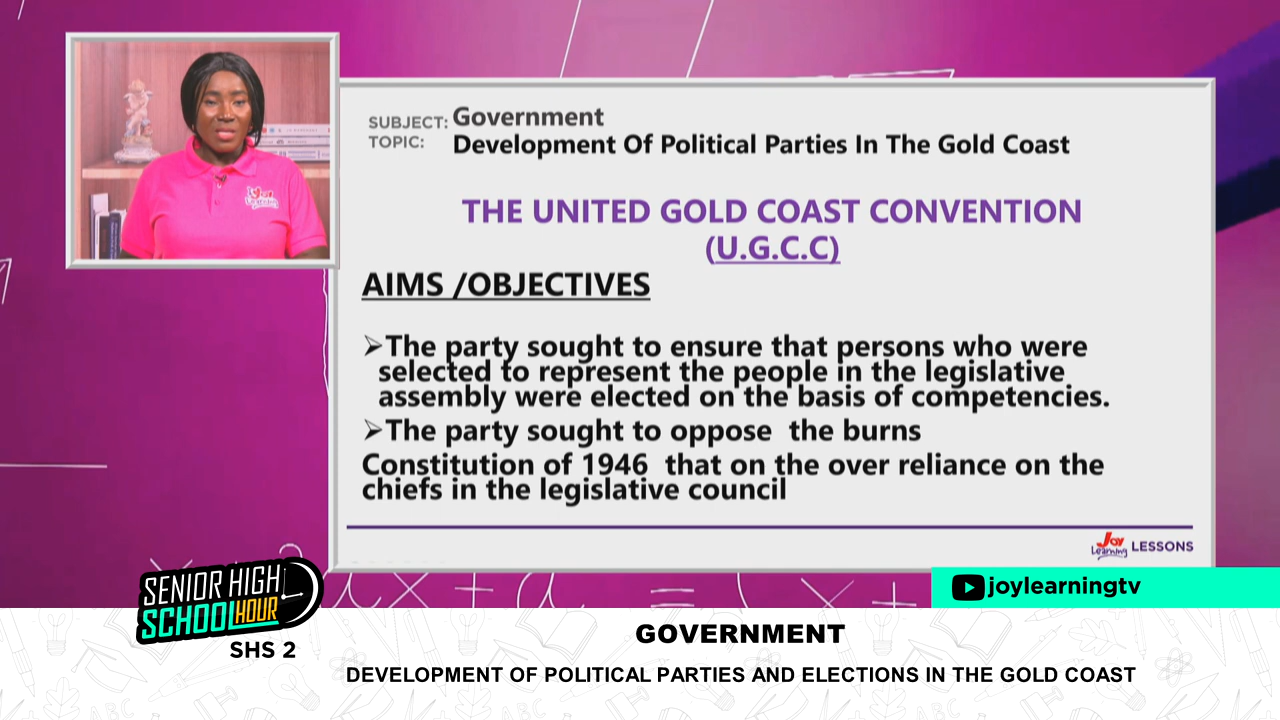 SUBJECT: Government
TOPIC: Development Of Political Parties In The Gold Coast
THE UNITED GOLD COAST CONVENTION
(U.G.C.C)
AIMS /OBJECTIVES
➢The party sought to ensure that persons who were
selected to represent the people in the legislative
assembly were elected on the basis of competencies.
➢The party sought to oppose the burns
Constitution of 1946 that on the over reliance on the
chiefs in the legislative council
Joy Learning LESSONS
joylearningtv
SENIOR HIGH
SCHOOL HOUR
SHS 2
GOVERNMENT
DEVELOPMENT OF POLITICAL PARTIES AND ELECTIONS IN THE GOLD COAST